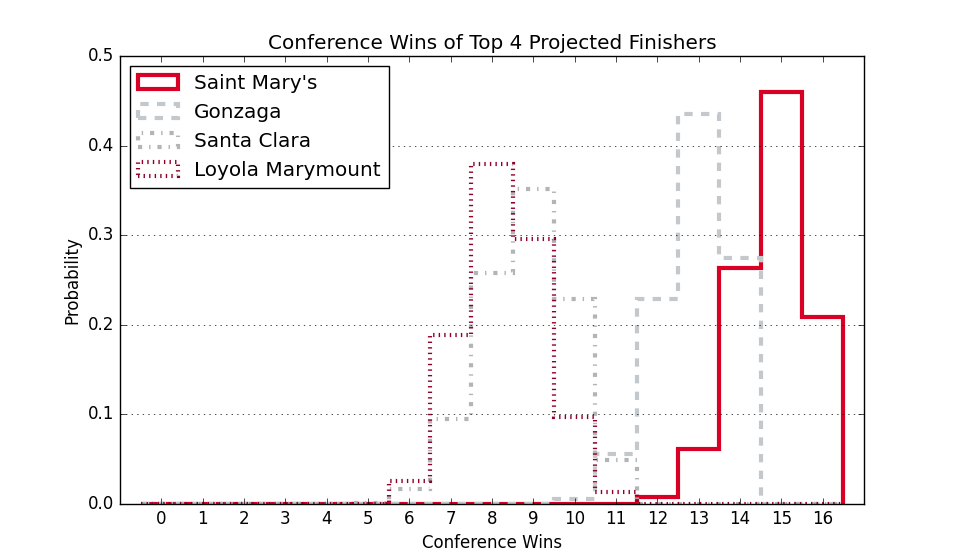 Conference Wins of Top 4 Projected Finishers
0.5
Saint Mary's
Gonzaga
Santa Clara
Loyola Marymount
0.4
0.3
Probability
0.2
0.1
0.0
0 1 2 3 4 5 6 7 8 9 10 11 12 13 14 15 16
Conference Wins